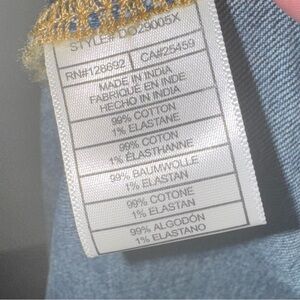 STYLE# DO29005X
RN#128692 CA#25459
MADE IN INDIA
FABRIQUE EN INDE
HECHO EN INDIA
99% COTTON
1% ELASTANE
99% COTON
1% ÉLASTHANNE
99% BAUMWOLLE
1% ELASTAN
99% COTONE
1% ELASTAN
99% ALGODÓN
1% ELASTANO